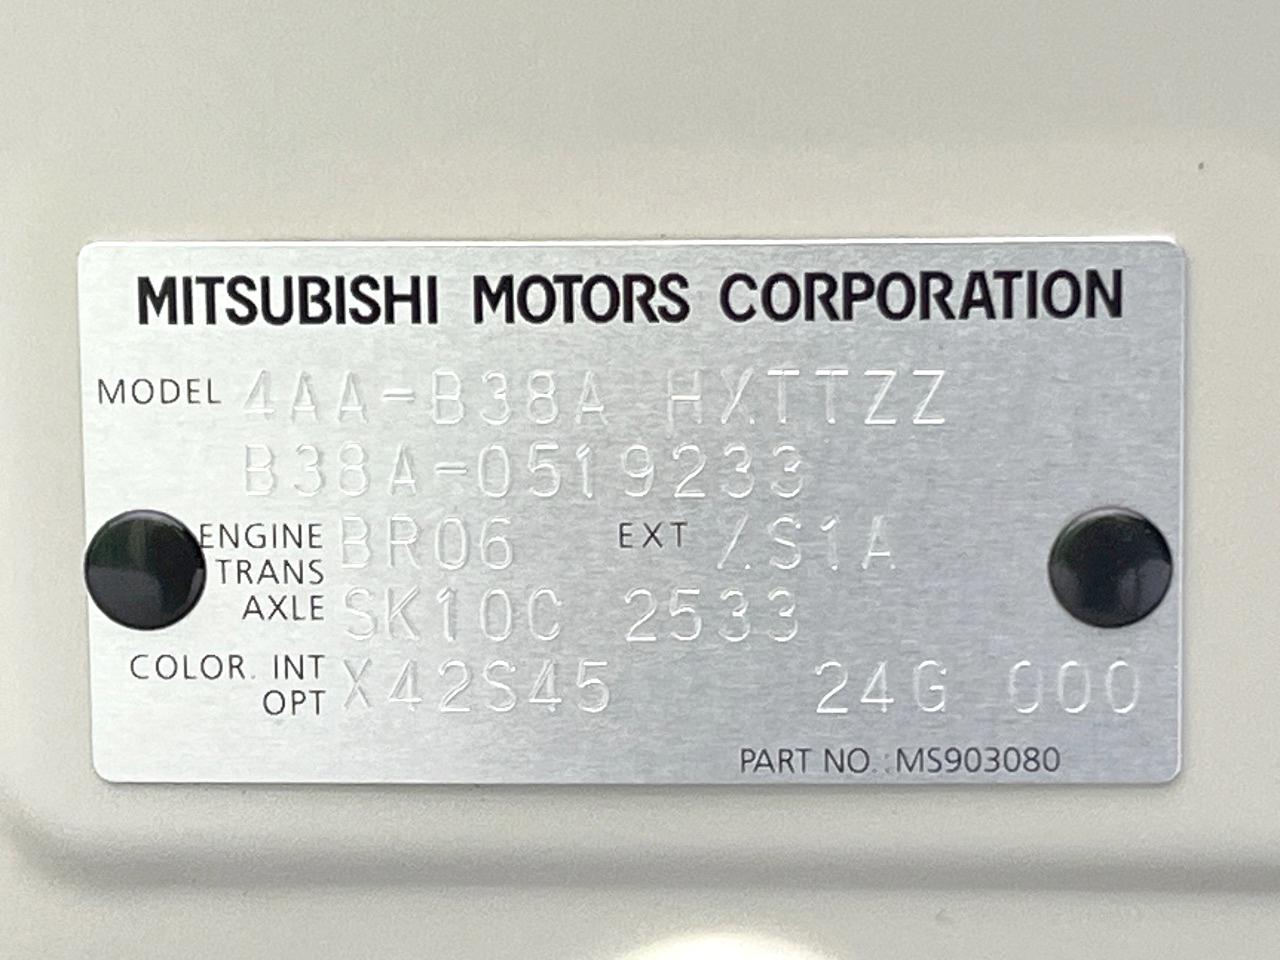 MITSUBISHI MOTORS CORPORATION
MODEL 4AA-B38A HXTTZZ
B38A-0519233
ENGINE BR06 EXT ZS1A
TRANS
AXLE SK10C 2533
COLOR. INT
OPT X42S45 24G 000
PART NO.:MS903080